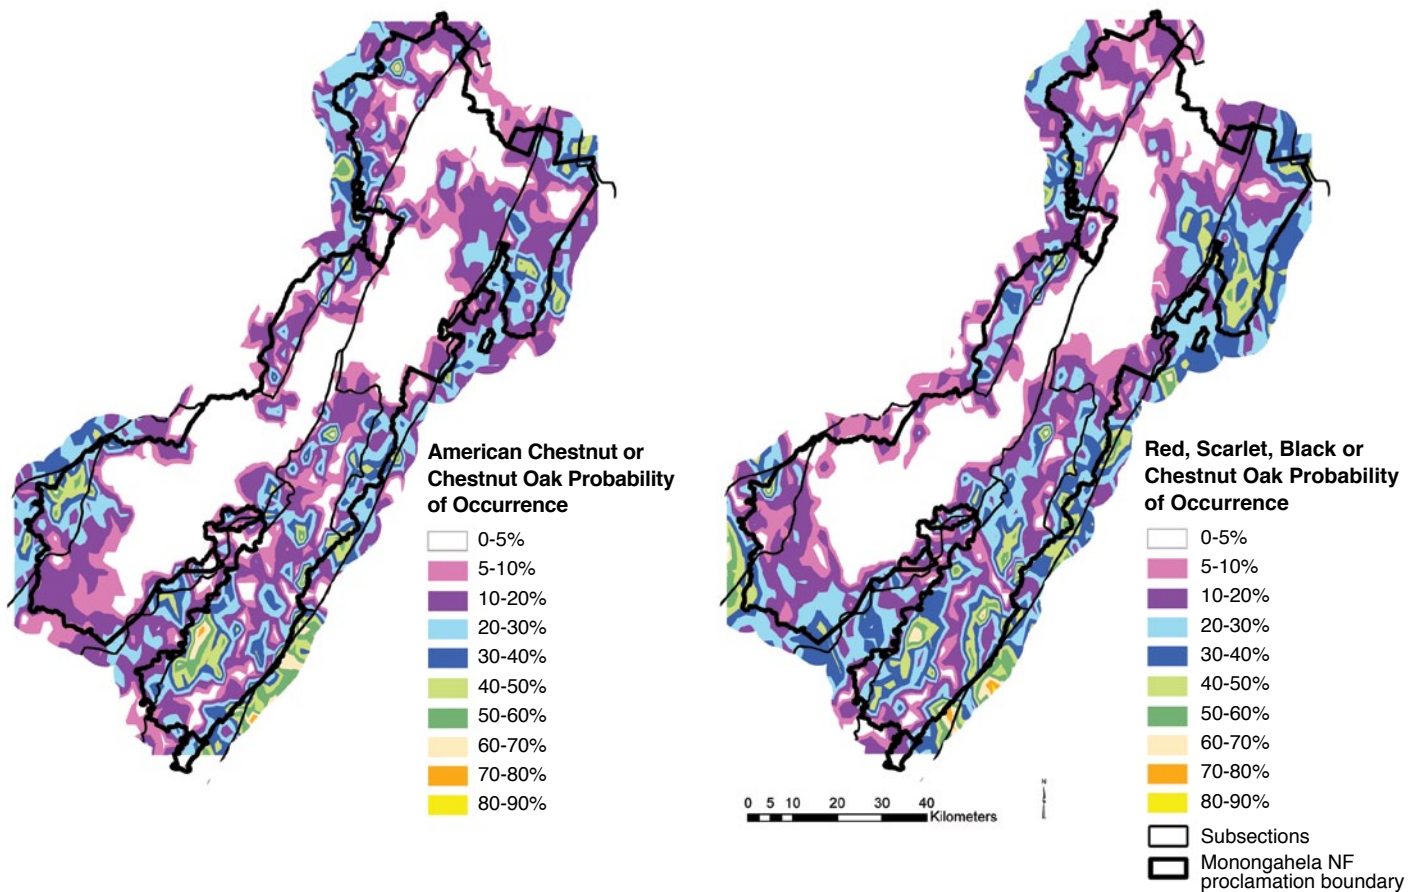 American Chestnut or
Chestnut Oak Probability
of Occurrence
0-5%
5-10%
10-20%
20-30%
30-40%
40-50%
50-60%
60-70%
70-80%
80-90%
Red, Scarlet, Black or
Chestnut Oak Probability
of Occurrence
0-5%
5-10%
10-20%
20-30%
30-40%
40-50%
50-60%
60-70%
70-80%
80-90%
Subsections
Monongahela NF
proclamation boundary
0 5 10 20 30 40
Kilometers